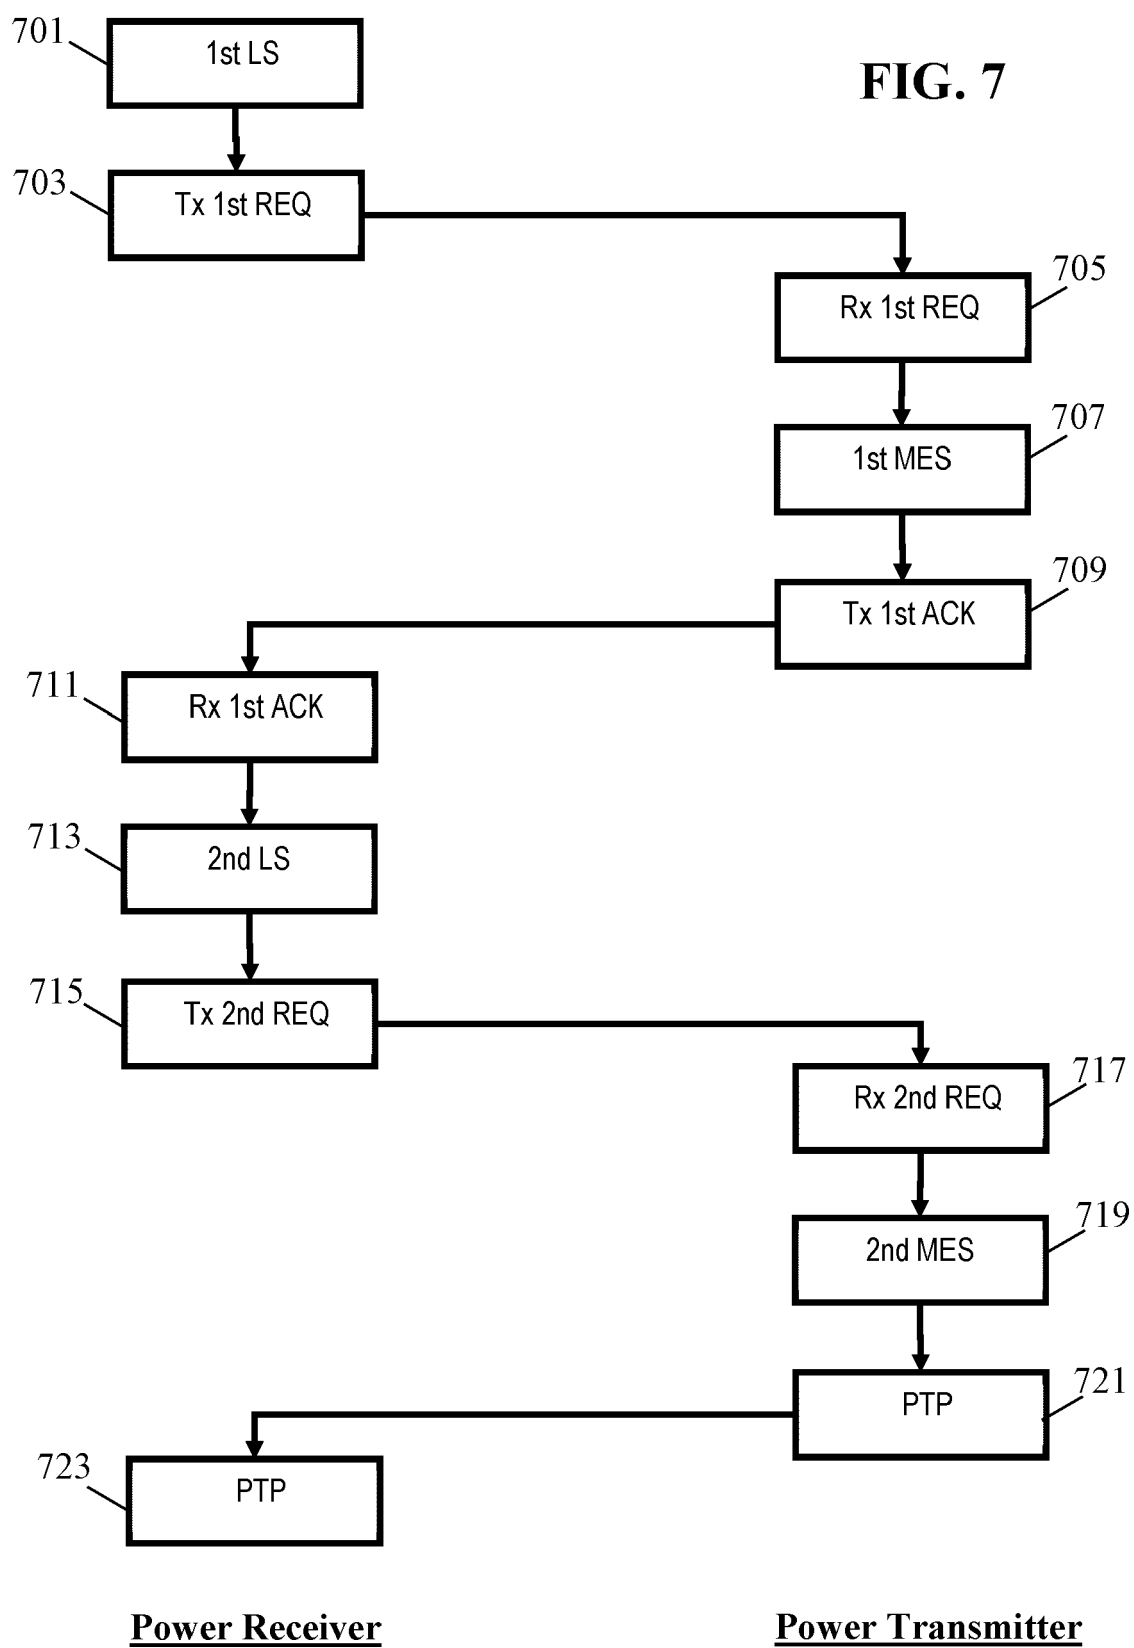 701
1st LS
FIG. 7
703
Tx 1st REQ
705
Rx 1st REQ
707
1st MES
709
Tx 1st ACK
711
Rx 1st ACK
713
2nd LS
715
Tx 2nd REQ
717
Rx 2nd REQ
719
2nd MES
721
PTP
723
PTP
Power Receiver
Power Transmitter